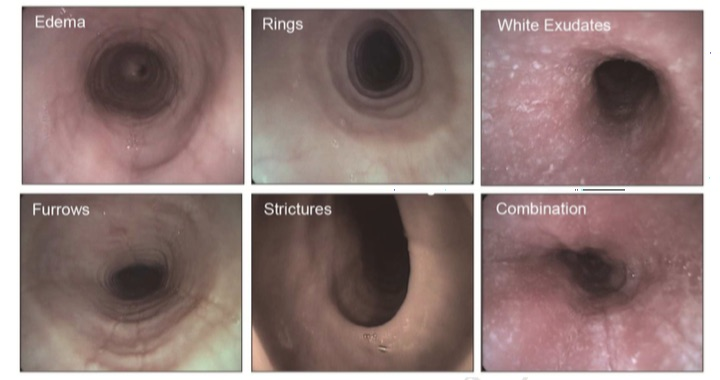 Edema
Rings
White Exudates
Furrows
Strictures
Combination